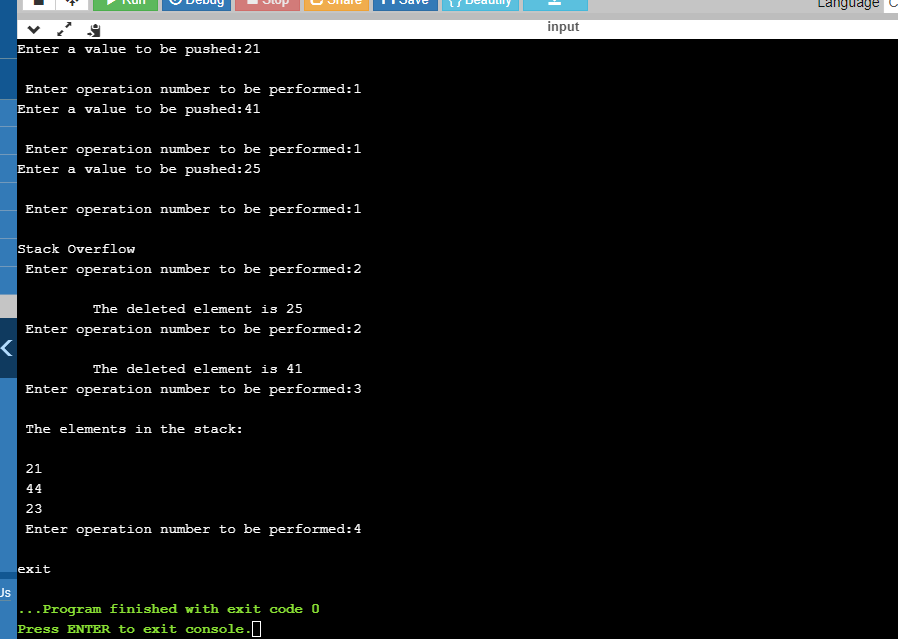 Run Debug Stop Share Save { } Beautify Language
input
Enter a value to be pushed:21
Enter operation number to be performed:1
Enter a value to be pushed:41
Enter operation number to be performed:1
Enter a value to be pushed:25
Enter operation number to be performed:1
Stack Overflow
Enter operation number to be performed:2
The deleted element is 25
Enter operation number to be performed:2
The deleted element is 41
Enter operation number to be performed:3
The elements in the stack:
21
44
23
Enter operation number to be performed:4
exit
Js
...Program finished with exit code 0
Press ENTER to exit console.